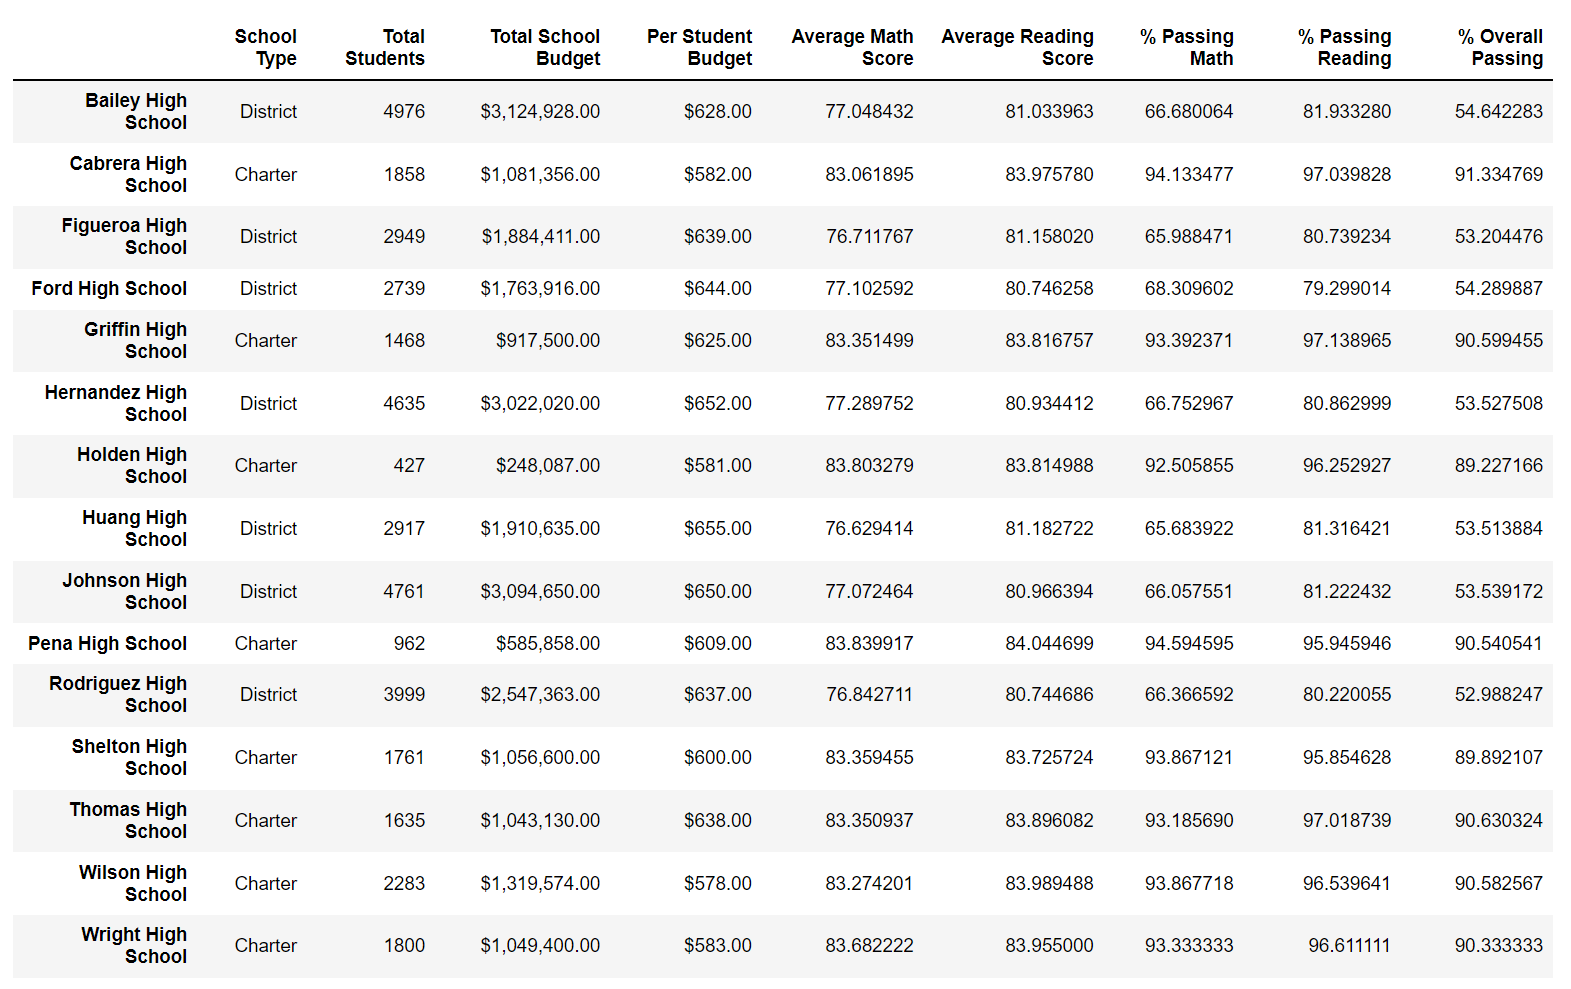 School Type Total Students Total School Budget Per Student Budget Average Math Score Average Reading Score % Passing Math % Passing Reading % Overall Passing
Bailey High School District 4976 $3,124,928.00 $628.00 77.048432 81.033963 66.680064 81.933280 54.642283
Cabrera High School Charter 1858 $1,081,356.00 $582.00 83.061895 83.975780 94.133477 97.039828 91.334769
Figueroa High School District 2949 $1,884,411.00 $639.00 76.711767 81.158020 65.988471 80.739234 53.204476
Ford High School District 2739 $1,763,916.00 $644.00 77.102592 80.746258 68.309602 79.299014 54.289887
Griffin High School Charter 1468 $917,500.00 $625.00 83.351499 83.816757 93.392371 97.138965 90.599455
Hernandez High School District 4635 $3,022,020.00 $652.00 77.289752 80.934412 66.752967 80.862999 53.527508
Holden High School Charter 427 $248,087.00 $581.00 83.803279 83.814988 92.505855 96.252927 89.227166
Huang High School District 2917 $1,910,635.00 $655.00 76.629414 81.182722 65.683922 81.316421 53.513884
Johnson High School District 4761 $3,094,650.00 $650.00 77.072464 80.966394 66.057551 81.222432 53.539172
Pena High School Charter 962 $585,858.00 $609.00 83.839917 84.044699 94.594595 95.945946 90.540541
Rodriguez High School District 3999 $2,547,363.00 $637.00 76.842711 80.744686 66.366592 80.220055 52.988247
Shelton High School Charter 1761 $1,056,600.00 $600.00 83.359455 83.725724 93.867121 95.854628 89.892107
Thomas High School Charter 1635 $1,043,130.00 $638.00 83.350937 83.896082 93.185690 97.018739 90.630324
Wilson High School Charter 2283 $1,319,574.00 $578.00 83.274201 83.989488 93.867718 96.539641 90.582567
Wright High School Charter 1800 $1,049,400.00 $583.00 83.682222 83.955000 93.333333 96.611111 90.333333